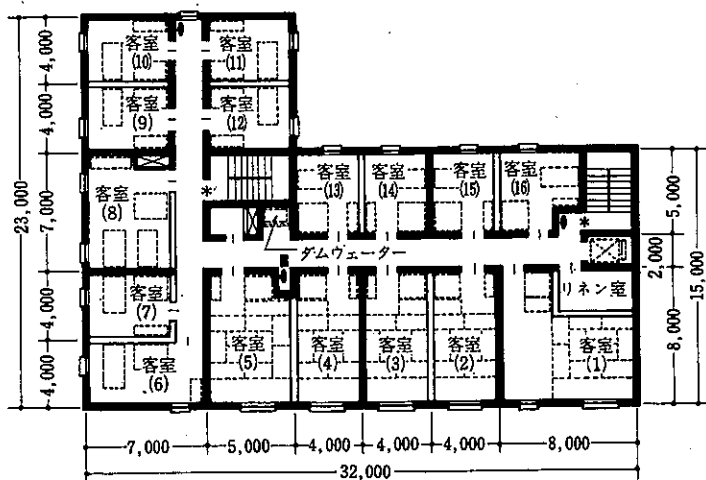 客室
(10)
客室
(11)
客室
(9)
客室
(12)
客室
(8)
*
客室
(13)
客室
(14)
客室
(15)
客室
(16)
*
ダムウェーター
リネン室
客室
(7)
客室
(6)
客室
(5)
客室
(4)
客室
(3)
客室
(2)
客室
(1)
23,000
4,000
4,000
7,000
4,000
4,000
5,000
2,000
8,000
15,000
7,000
5,000
4,000
4,000
4,000
8,000
32,000